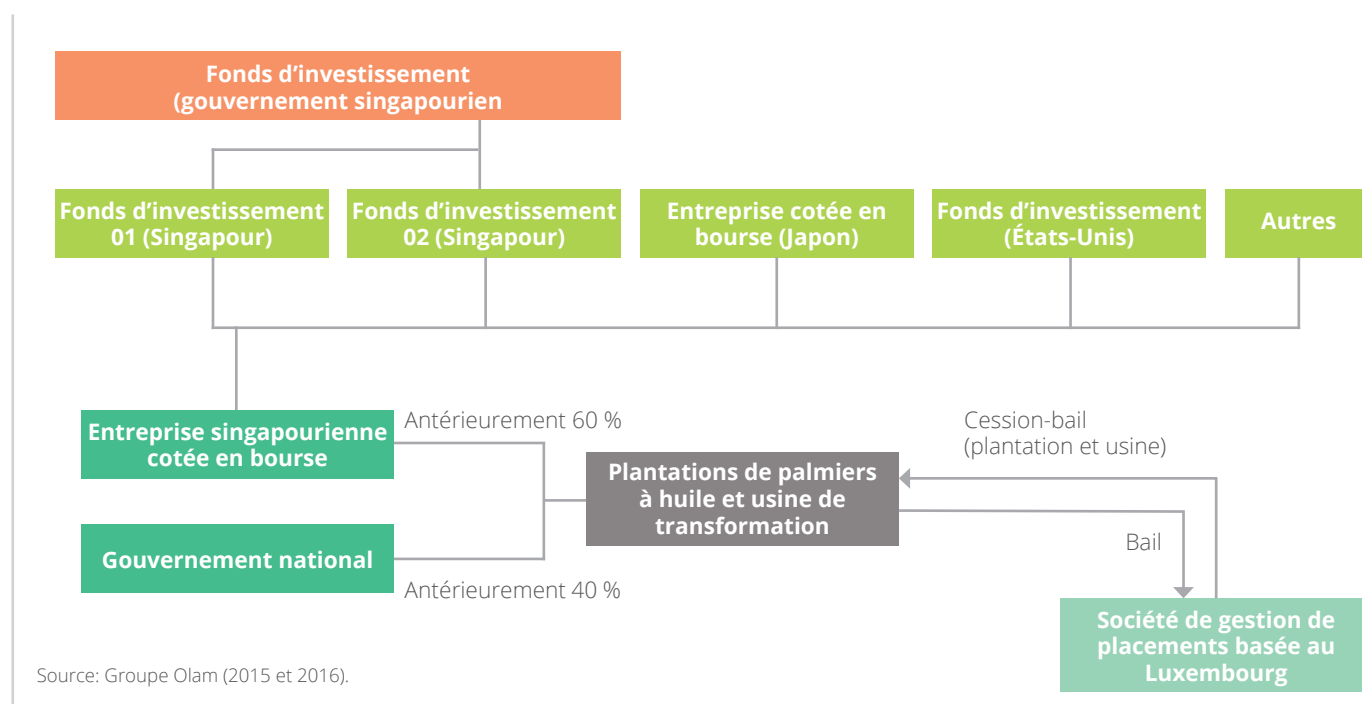 Fonds d’investissement
(gouvernement singapourien
Fonds d’investissement
01 (Singapour)
Fonds d’investissement
02 (Singapour)
Entreprise cotée en
bourse (Japon)
Fonds d’investissement
(États-Unis)
Autres
Entreprise singapourienne
cotée en bourse
Antérieurement 60 %
Gouvernement national
Antérieurement 40 %
Plantations de palmiers
à huile et usine de
transformation
Cession-bail
(plantation et usine)
Bail
Société de gestion de
placements basée au
Luxembourg
Source: Groupe Olam (2015 et 2016).